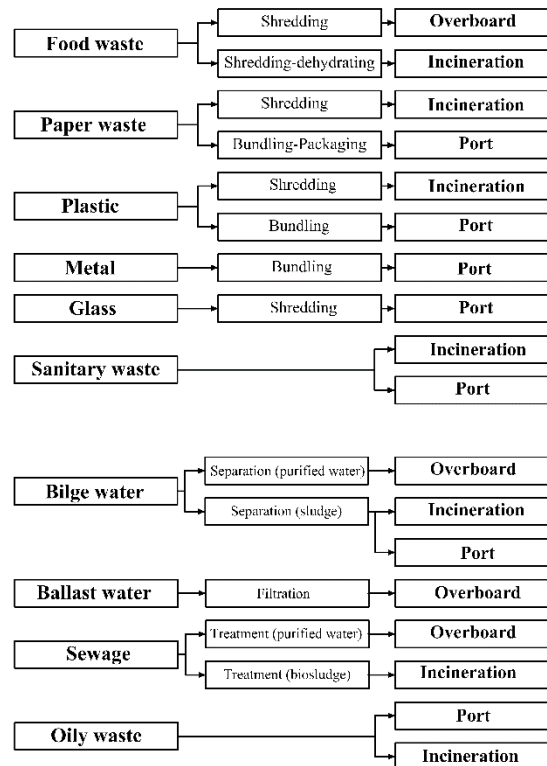 Shredding
Overboard
Food waste
Shredding-dehydrating
Incineration
Shredding
Incineration
Paper waste
Bundling-Packaging
Port
Shredding
Incineration
Plastic
Bundling
Port
Metal
Bundling
Port
Glass
Shredding
Port
Incineration
Sanitary waste
Port
Separation (purified water)
Overboard
Bilge water
Separation (sludge)
Incineration
Port
Ballast water
Filtration
Overboard
Treatment (purified water)
Overboard
Sewage
Treatment (biosludge)
Incineration
Port
Oily waste
Incineration